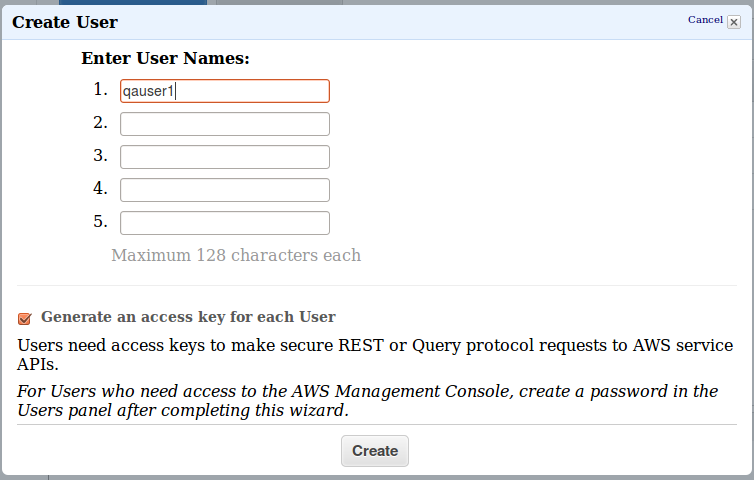 Create User
Cancel
Enter User Names:
1. qauser1
2.
3.
4.
5.
Maximum 128 characters each
Generate an access key for each User
Users need access keys to make secure REST or Query protocol requests to AWS service
APIs.
For Users who need access to the AWS Management Console, create a password in the
Users panel after completing this wizard.
Create